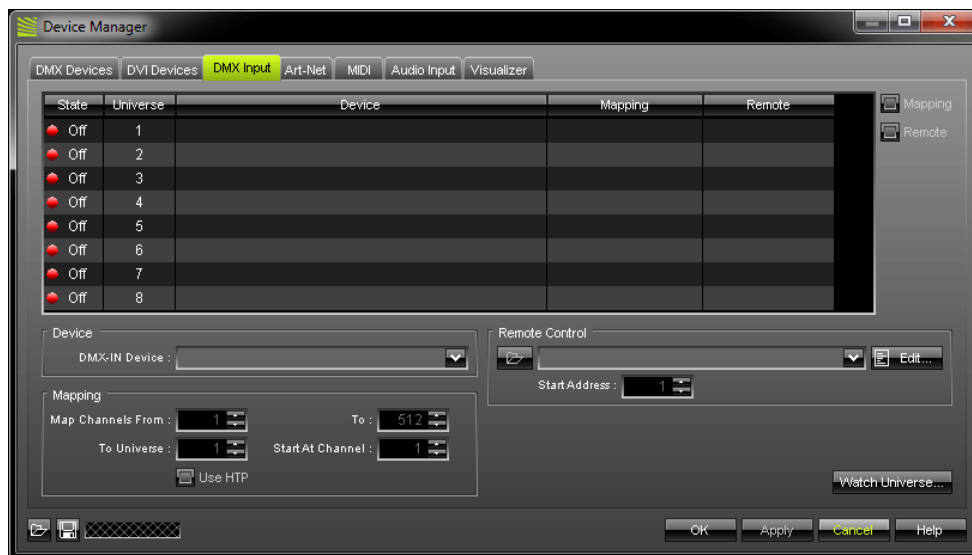 Device Manager
DMX Devices DVI Devices DMX Input Art-Net MIDI Audio Input Visualizer
State Universe Device Mapping Remote
Off 1
Off 2
Off 3
Off 4
Off 5
Off 6
Off 7
Off 8
Mapping
Remote
Device
DMX-IN Device :
Mapping
Map Channels From : 1 To : 512
To Universe : 1 Start At Channel : 1
Use HTP
Remote Control
Edit...
Start Address : 1
Watch Universe...
OK Apply Cancel Help